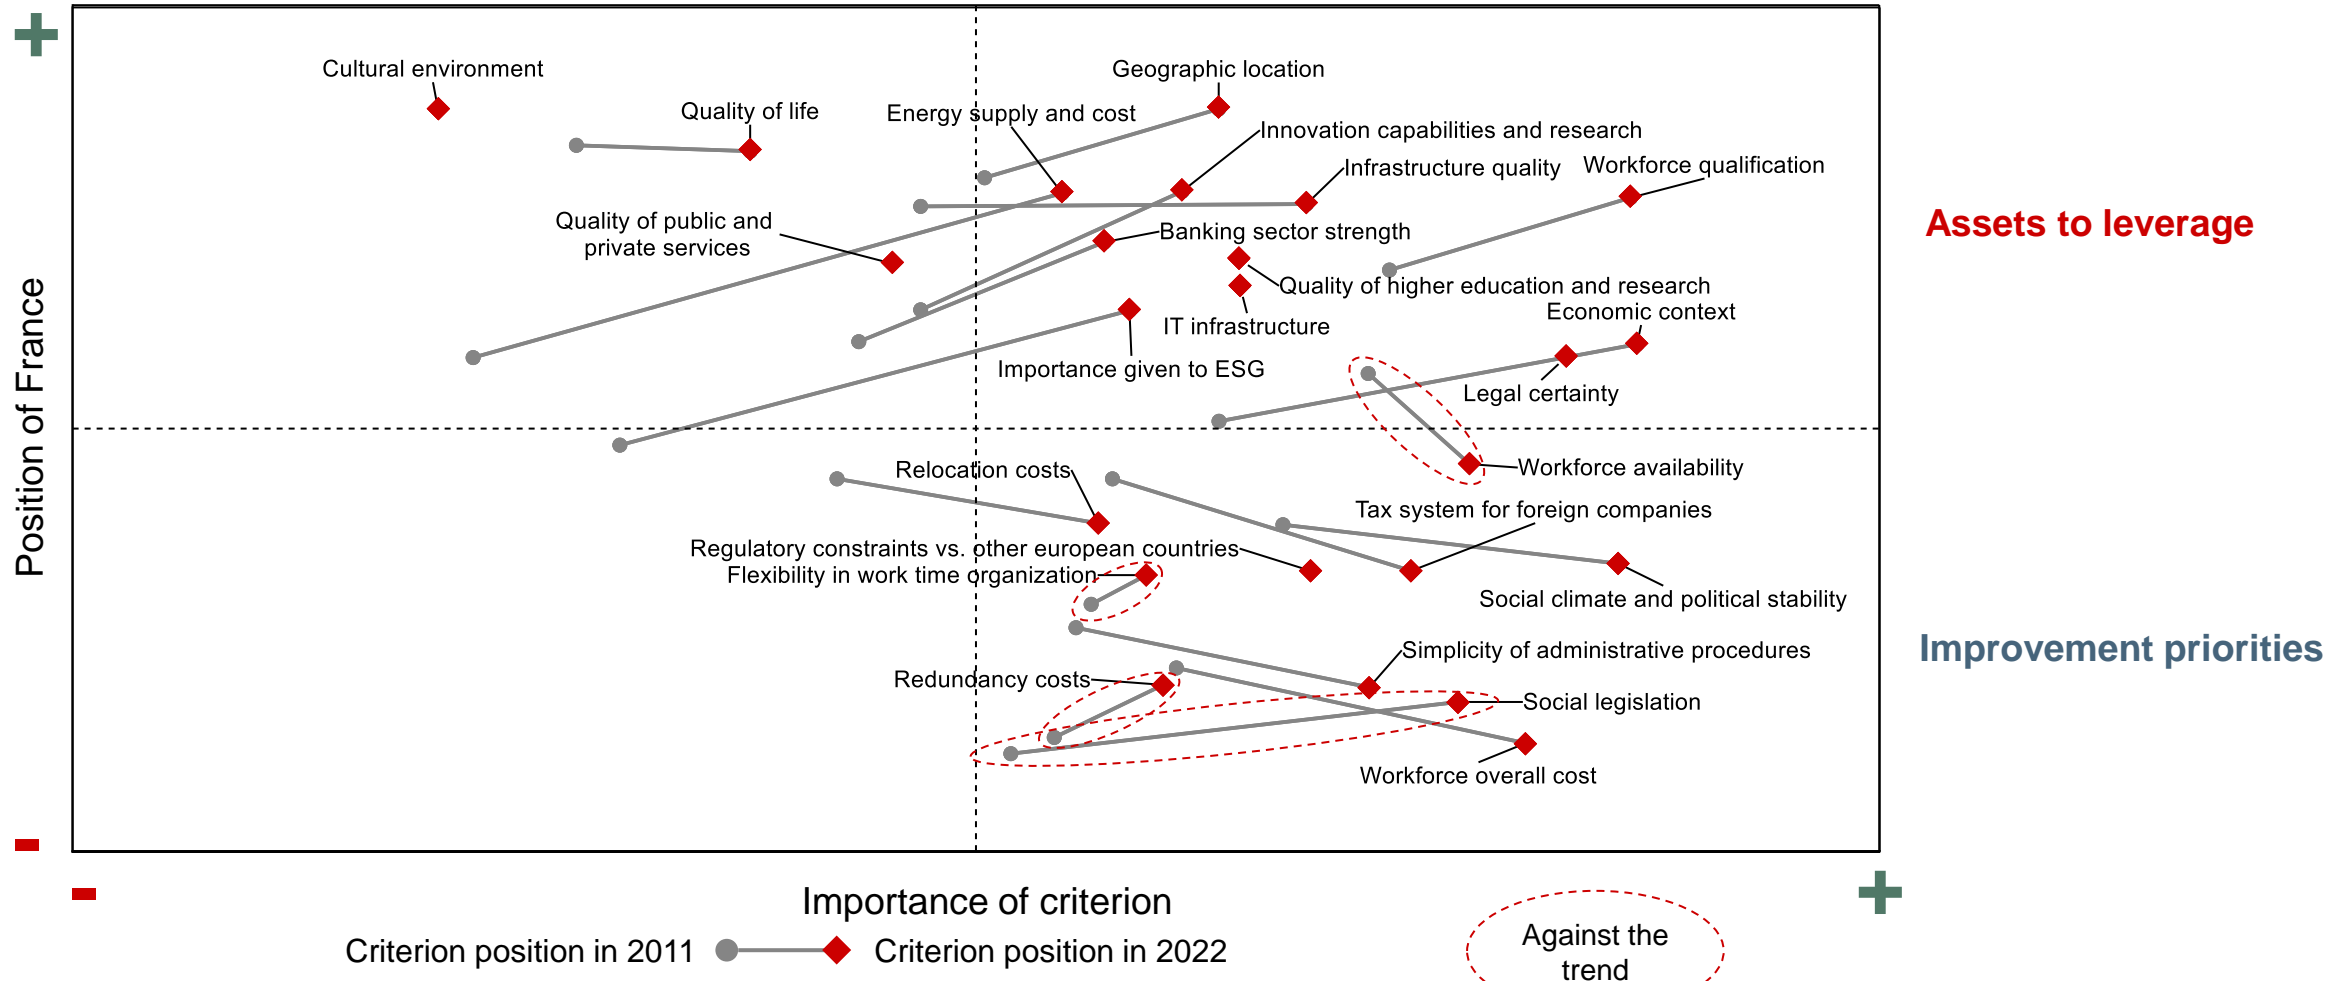 Cultural environment
Geographic location
Quality of life
Energy supply and cost
Innovation capabilities and research
Infrastructure quality
Workforce qualification
Quality of public and
private services
Banking sector strength
Assets to leverage
Quality of higher education and research
IT infrastructure
Economic context
Importance given to ESG
Legal certainty
Position of France
Relocation costs
Workforce availability
Tax system for foreign companies
Regulatory constraints vs. other european countries
Flexibility in work time organization
Social climate and political stability
Improvement priorities
Simplicity of administrative procedures
Redundancy costs
Social legislation
Workforce overall cost
Importance of criterion
Criterion position in 2011
Criterion position in 2022
Against the
trend